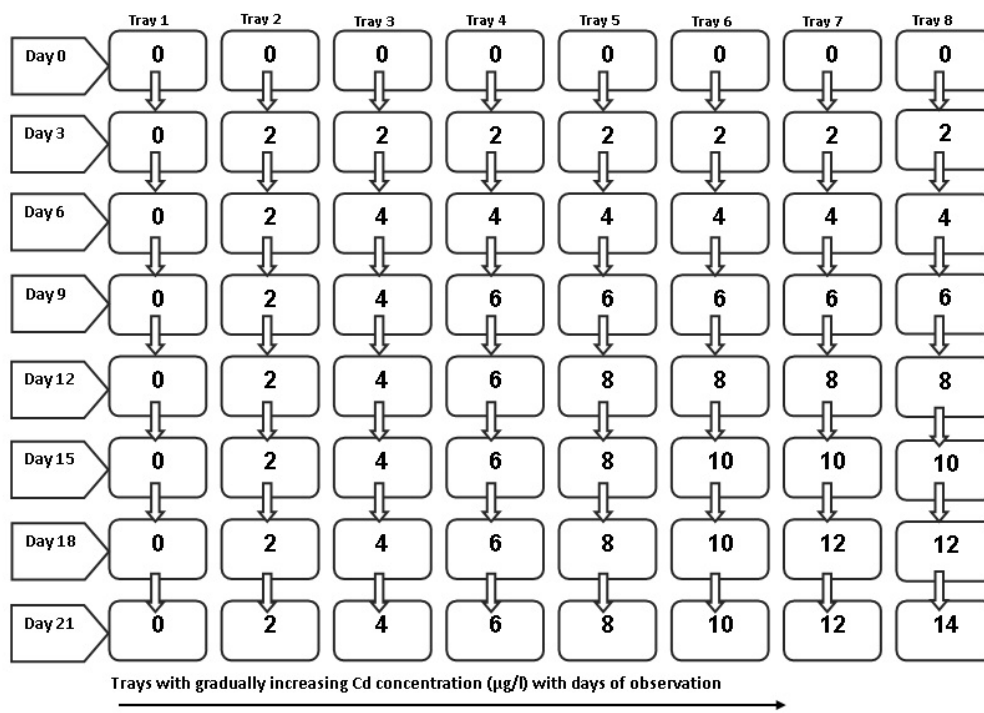 Tray 1 Tray 2 Tray 3 Tray 4 Tray 5 Tray 6 Tray 7 Tray 8
Day 0 0 0 0 0 0 0 0 0
Day 3 0 2 2 2 2 2 2 2
Day 6 0 2 4 4 4 4 4 4
Day 9 0 2 4 6 6 6 6 6
Day 12 0 2 4 6 8 8 8 8
Day 15 0 2 4 6 8 10 10 10
Day 18 0 2 4 6 8 10 12 12
Day 21 0 2 4 6 8 10 12 14
Trays with gradually increasing Cd concentration (µg/l) with days of observation